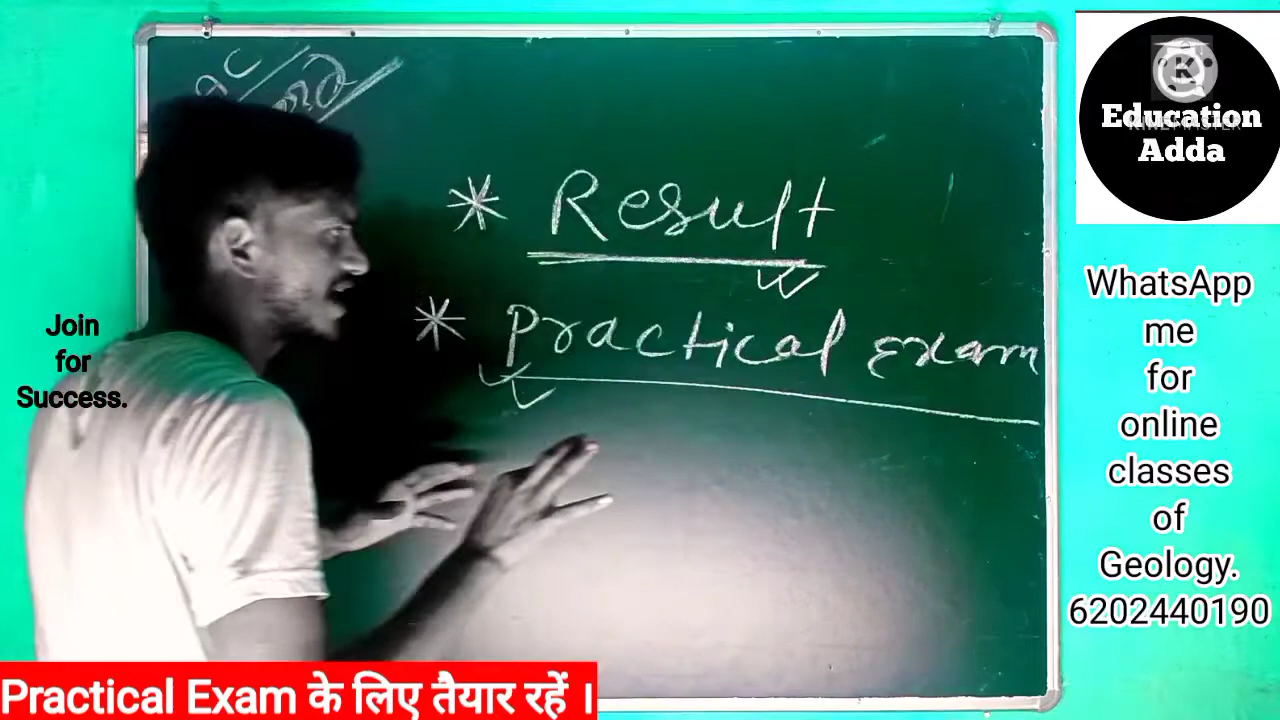 * Result
* Practical Exam
Join
for
Success.
Education
Adda
KINEMASTER
WhatsApp
me
for
online
classes
of
Geology.
6202440190
Practical Exam के लिए तैयार रहें ।